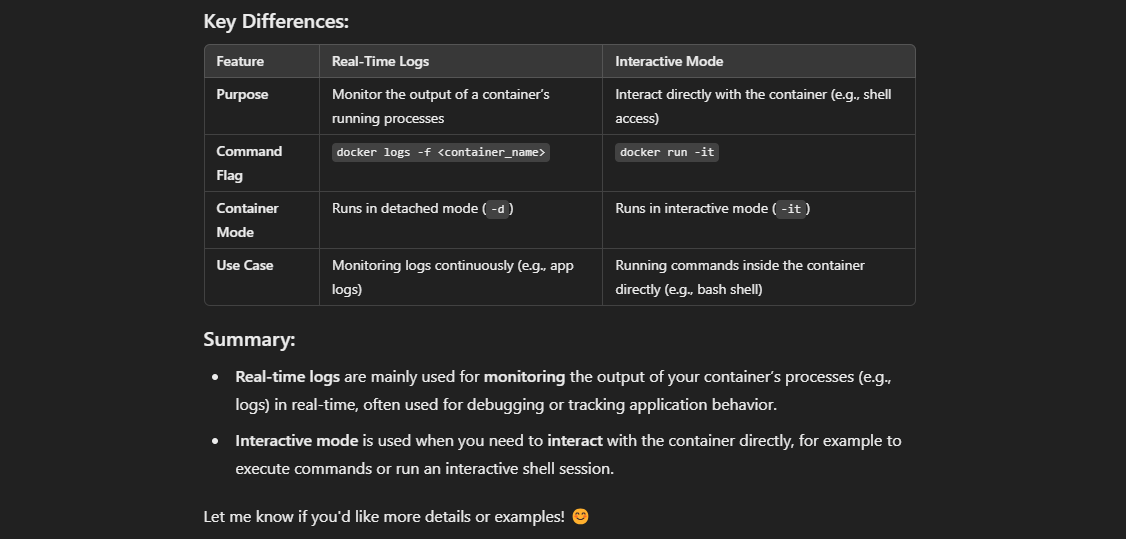 Key Differences:
Feature Real-Time Logs Interactive Mode
Purpose Monitor the output of a container's running processes Interact directly with the container (e.g., shell access)
Command Flag docker logs -f <container_name> docker run -it
Container Mode Runs in detached mode (-d) Runs in interactive mode (-it)
Use Case Monitoring logs continuously (e.g., app logs) Running commands inside the container directly (e.g., bash shell)
Summary:
• Real-time logs are mainly used for monitoring the output of your container's processes (e.g.,
logs) in real-time, often used for debugging or tracking application behavior.
• Interactive mode is used when you need to interact with the container directly, for example to
execute commands or run an interactive shell session.
Let me know if you'd like more details or examples! 😊